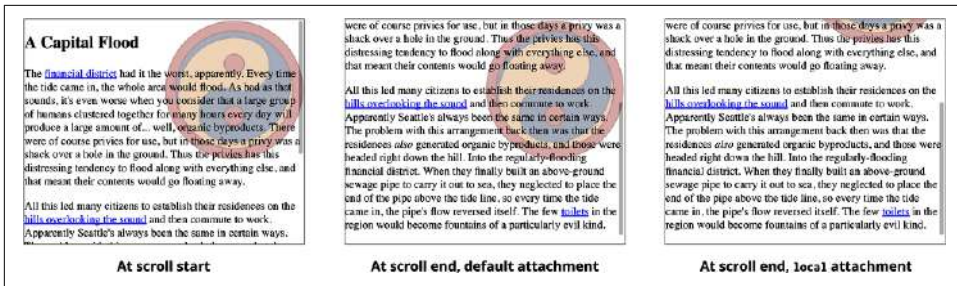 A Capital Flood
The financial district had it the worst, apparently. Every time
the tide came in, the whole area would flood. As bad as that
sounds, it's even worse when you consider that a large group
of humans clustered together for many hours every day will
produce a large amount of... well, organic byproducts. There
were of course privies for use, but in those days a privy was a
shack over a hole in the ground. Thus the privies has this
distressing tendency to flood along with everything else, and
that meant their contents would go floating away.
All this led many citizens to establish their residences on the
hills overlooking the sound and then commute to work.
Apparently Seattle's always been the same in certain ways.
At scroll start
were of course privies for use, but in those days a privy was a
shack over a hole in the ground. Thus the privies has this
distressing tendency to flood along with everything else, and
that meant their contents would go floating away.
All this led many citizens to establish their residences on the
hills overlooking the sound and then commute to work.
Apparently Seattle's always been the same in certain ways.
The problem with this arrangement back then was that the
residences also generated organic byproducts, and those were
headed right down the hill. Into the regularly-flooding
financial district. When they finally built an above-ground
sewage pipe to carry it out to sea, they neglected to place the
end of the pipe above the tide line, so every time the tide
came in, the pipe's flow reversed itself. The few toilets in the
region would become fountains of a particularly evil kind.
At scroll end, default attachment
were of course privies for use, but in those days a privy was a
shack over a hole in the ground. Thus the privies has this
distressing tendency to flood along with everything else, and
that meant their contents would go floating away.
All this led many citizens to establish their residences on the
hills overlooking the sound and then commute to work.
Apparently Seattle's always been the same in certain ways.
The problem with this arrangement back then was that the
residences also generated organic byproducts, and those were
headed right down the hill. Into the regularly-flooding
financial district. When they finally built an above-ground
sewage pipe to carry it out to sea, they neglected to place the
end of the pipe above the tide line, so every time the tide
came in, the pipe's flow reversed itself. The few toilets in the
region would become fountains of a particularly evil kind.
At scroll end, local attachment